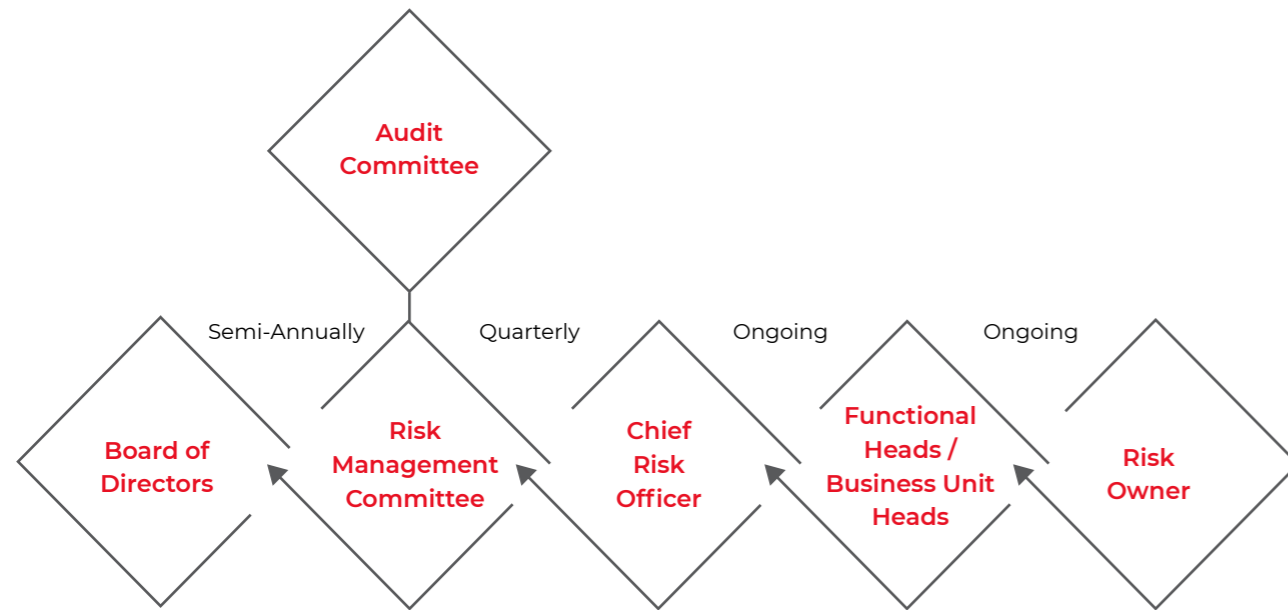 Audit
Committee
Semi-Annually
Quarterly
Ongoing
Ongoing
Board of
Directors
Risk
Management
Committee
Chief
Risk
Officer
Functional
Heads /
Business Unit
Heads
Risk
Owner